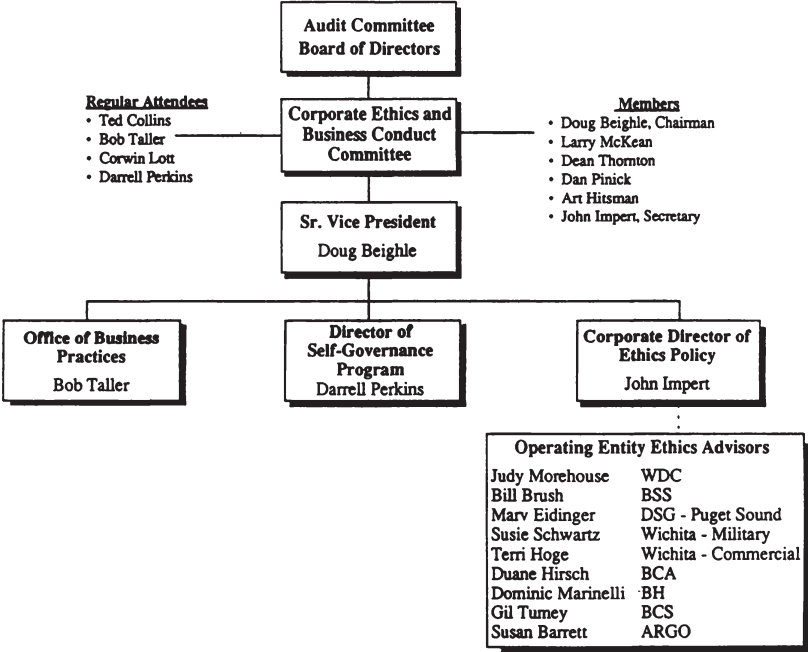 Audit Committee
Board of Directors
Regular Attendees
• Ted Collins
• Bob Taller
• Corwin Lott
• Darrell Perkins
Corporate Ethics and
Business Conduct
Committee
Members
• Doug Beighle, Chairman
• Larry McKean
• Dean Thornton
• Dan Pinick
• Art Hitsman
• John Impert, Secretary
Sr. Vice President
Doug Beighle
Office of Business
Practices
Bob Taller
Director of
Self-Governance
Program
Darrell Perkins
Corporate Director of
Ethics Policy
John Impert
Operating Entity Ethics Advisors
Judy Morehouse WDC
Bill Brush BSS
Marv Eidinger DSG - Puget Sound
Susie Schwartz Wichita - Military
Terri Hoge Wichita - Commercial
Duane Hirsch BCA
Dominic Marinelli BH
Gil Tumey BCS
Susan Barrett ARGO